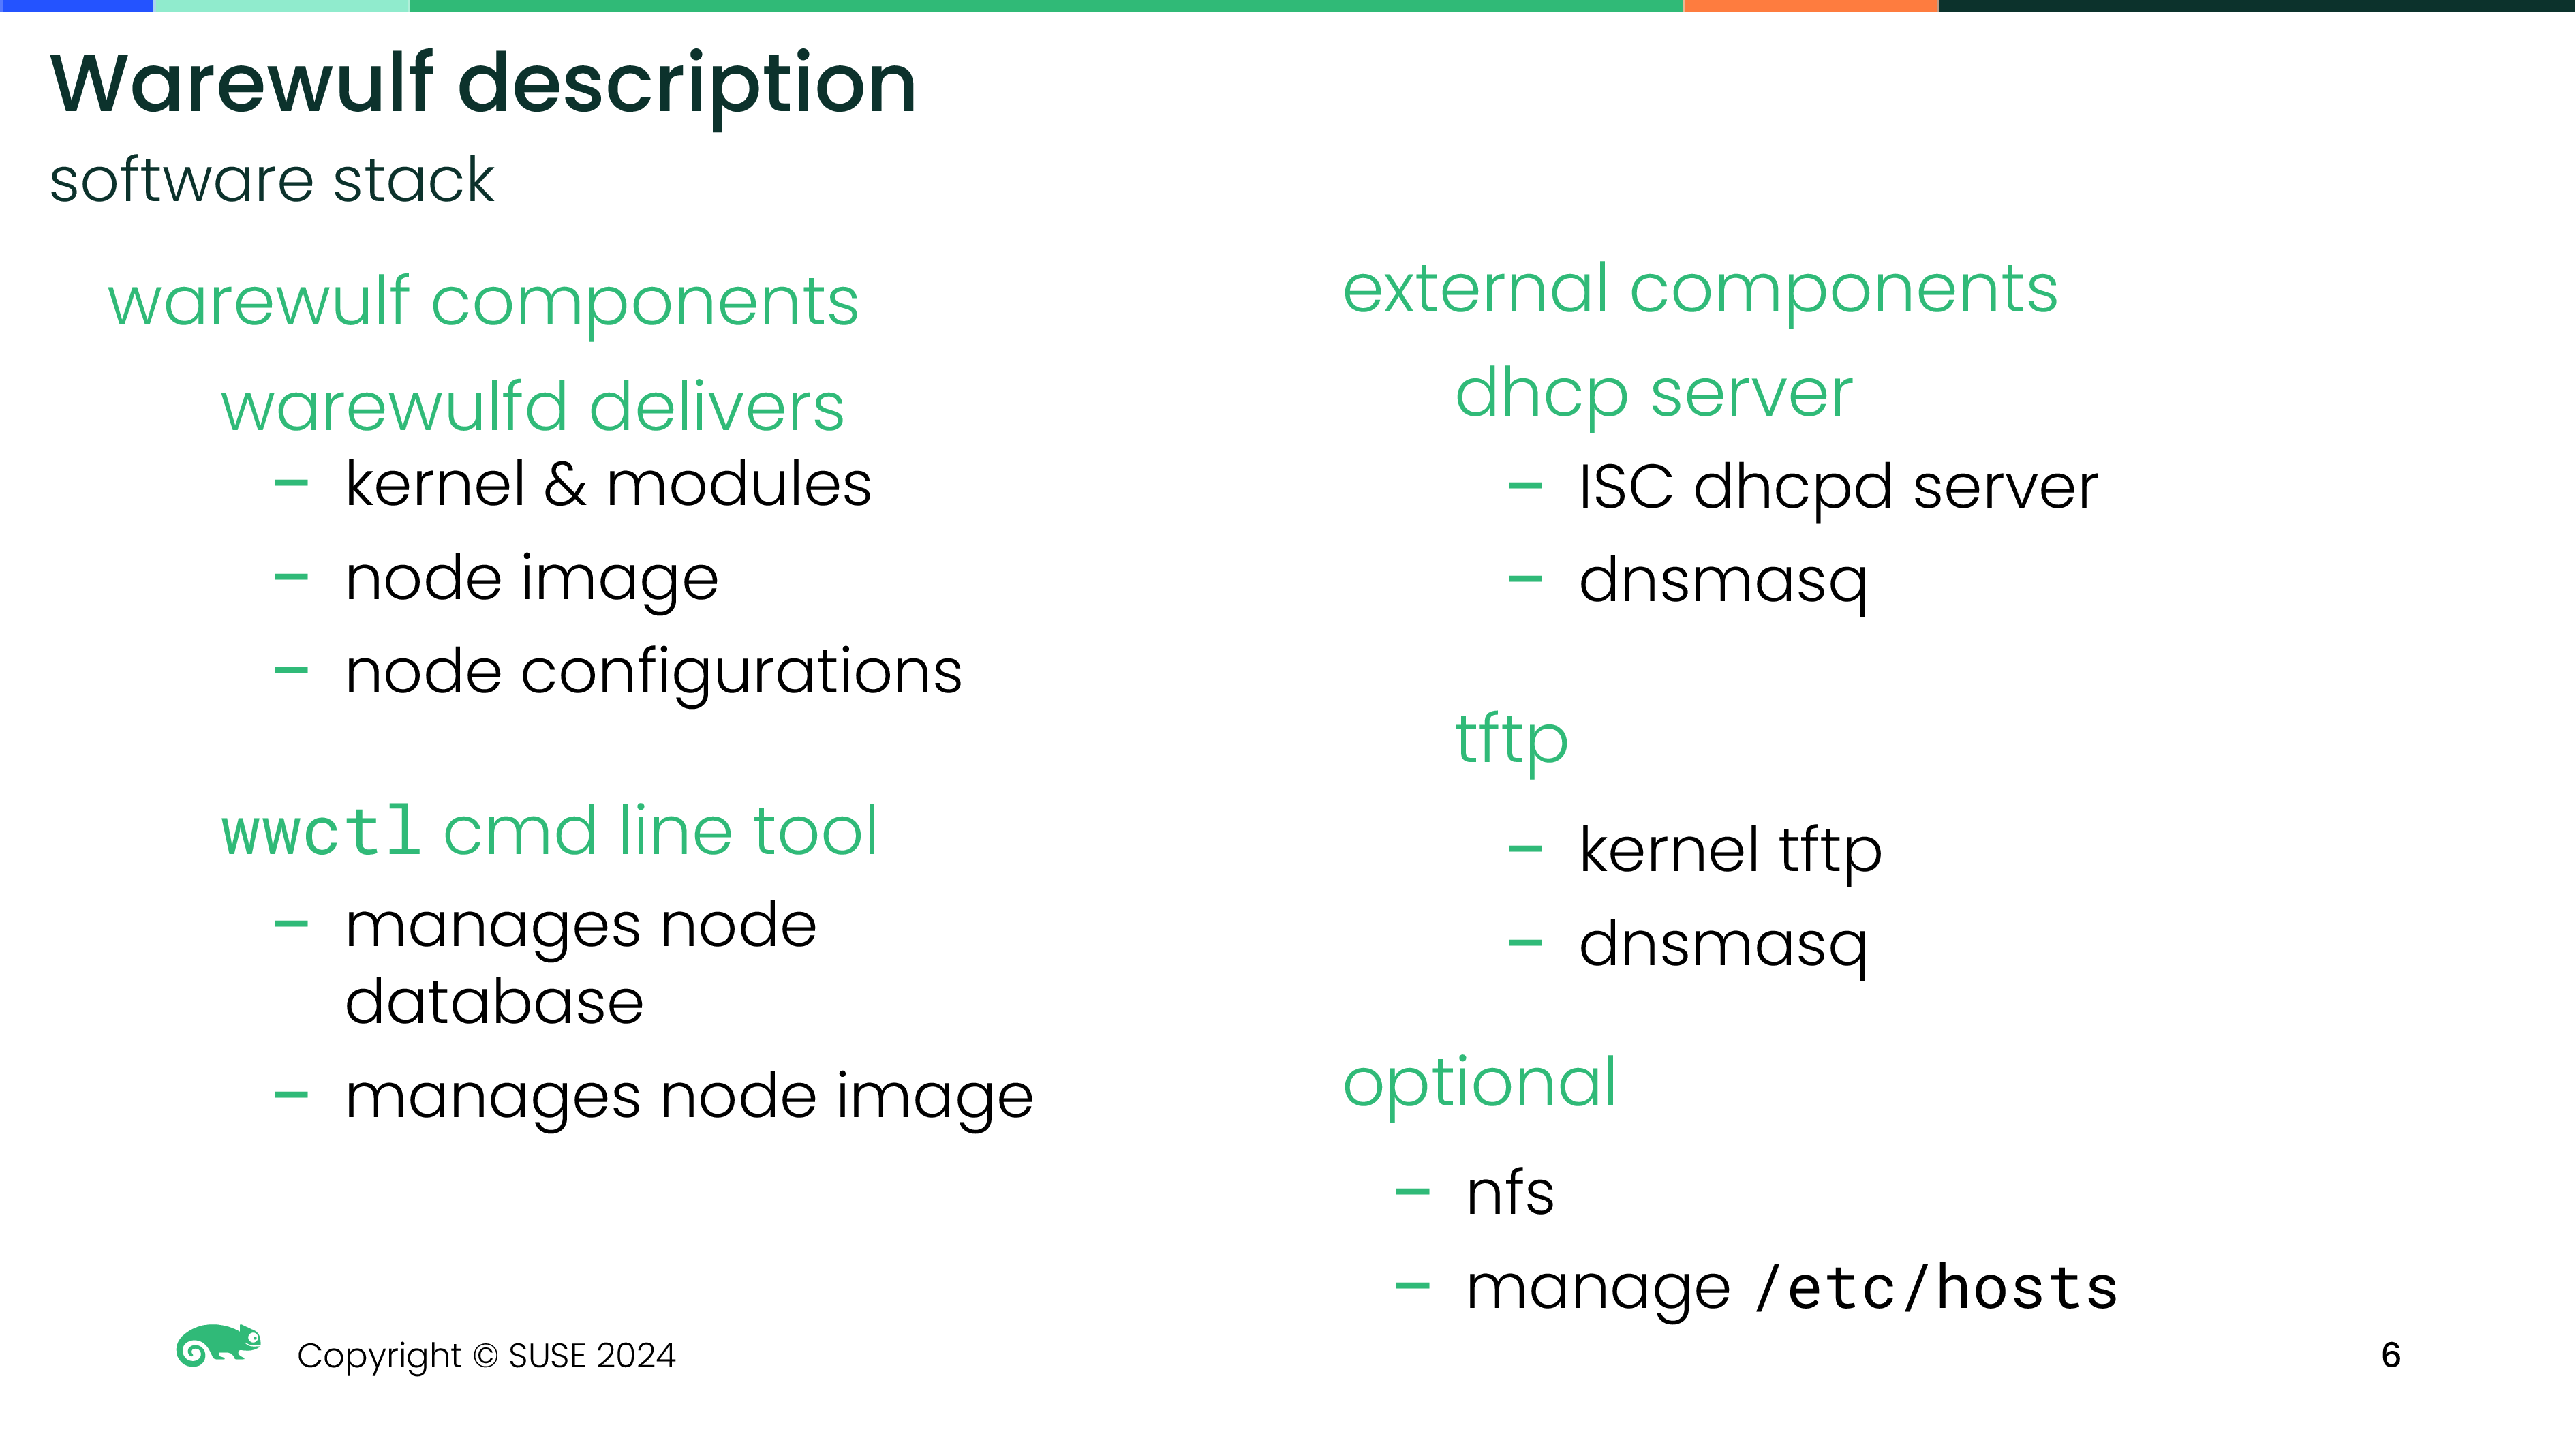 Warewulf description
software stack
warewulf components
warewulfd delivers
– kernel & modules
– node image
– node configurations
wwctl cmd line tool
– manages node
database
– manages node image
external components
dhcp server
– ISC dhcpd server
– dnsmasq
tftp
– kernel tftp
– dnsmasq
optional
– nfs
– manage /etc/hosts
Copyright © SUSE 2024
6